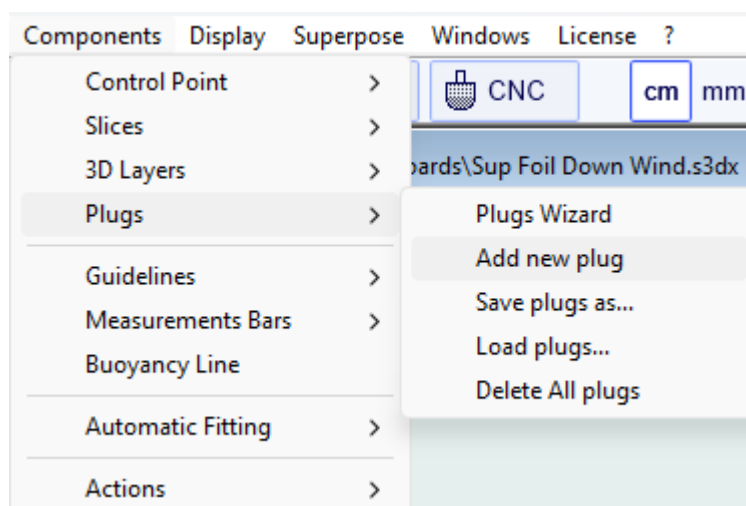 Components Display Superpose Windows License ?
Control Point
CNC
cm mm
Slices
3D Layers
ards\Sup Foil Down Wind.s3dx
Plugs
Plugs Wizard
Add new plug
Save plugs as...
Load plugs...
Delete All plugs
Guidelines
Measurements Bars
Buoyancy Line
Automatic Fitting
Actions